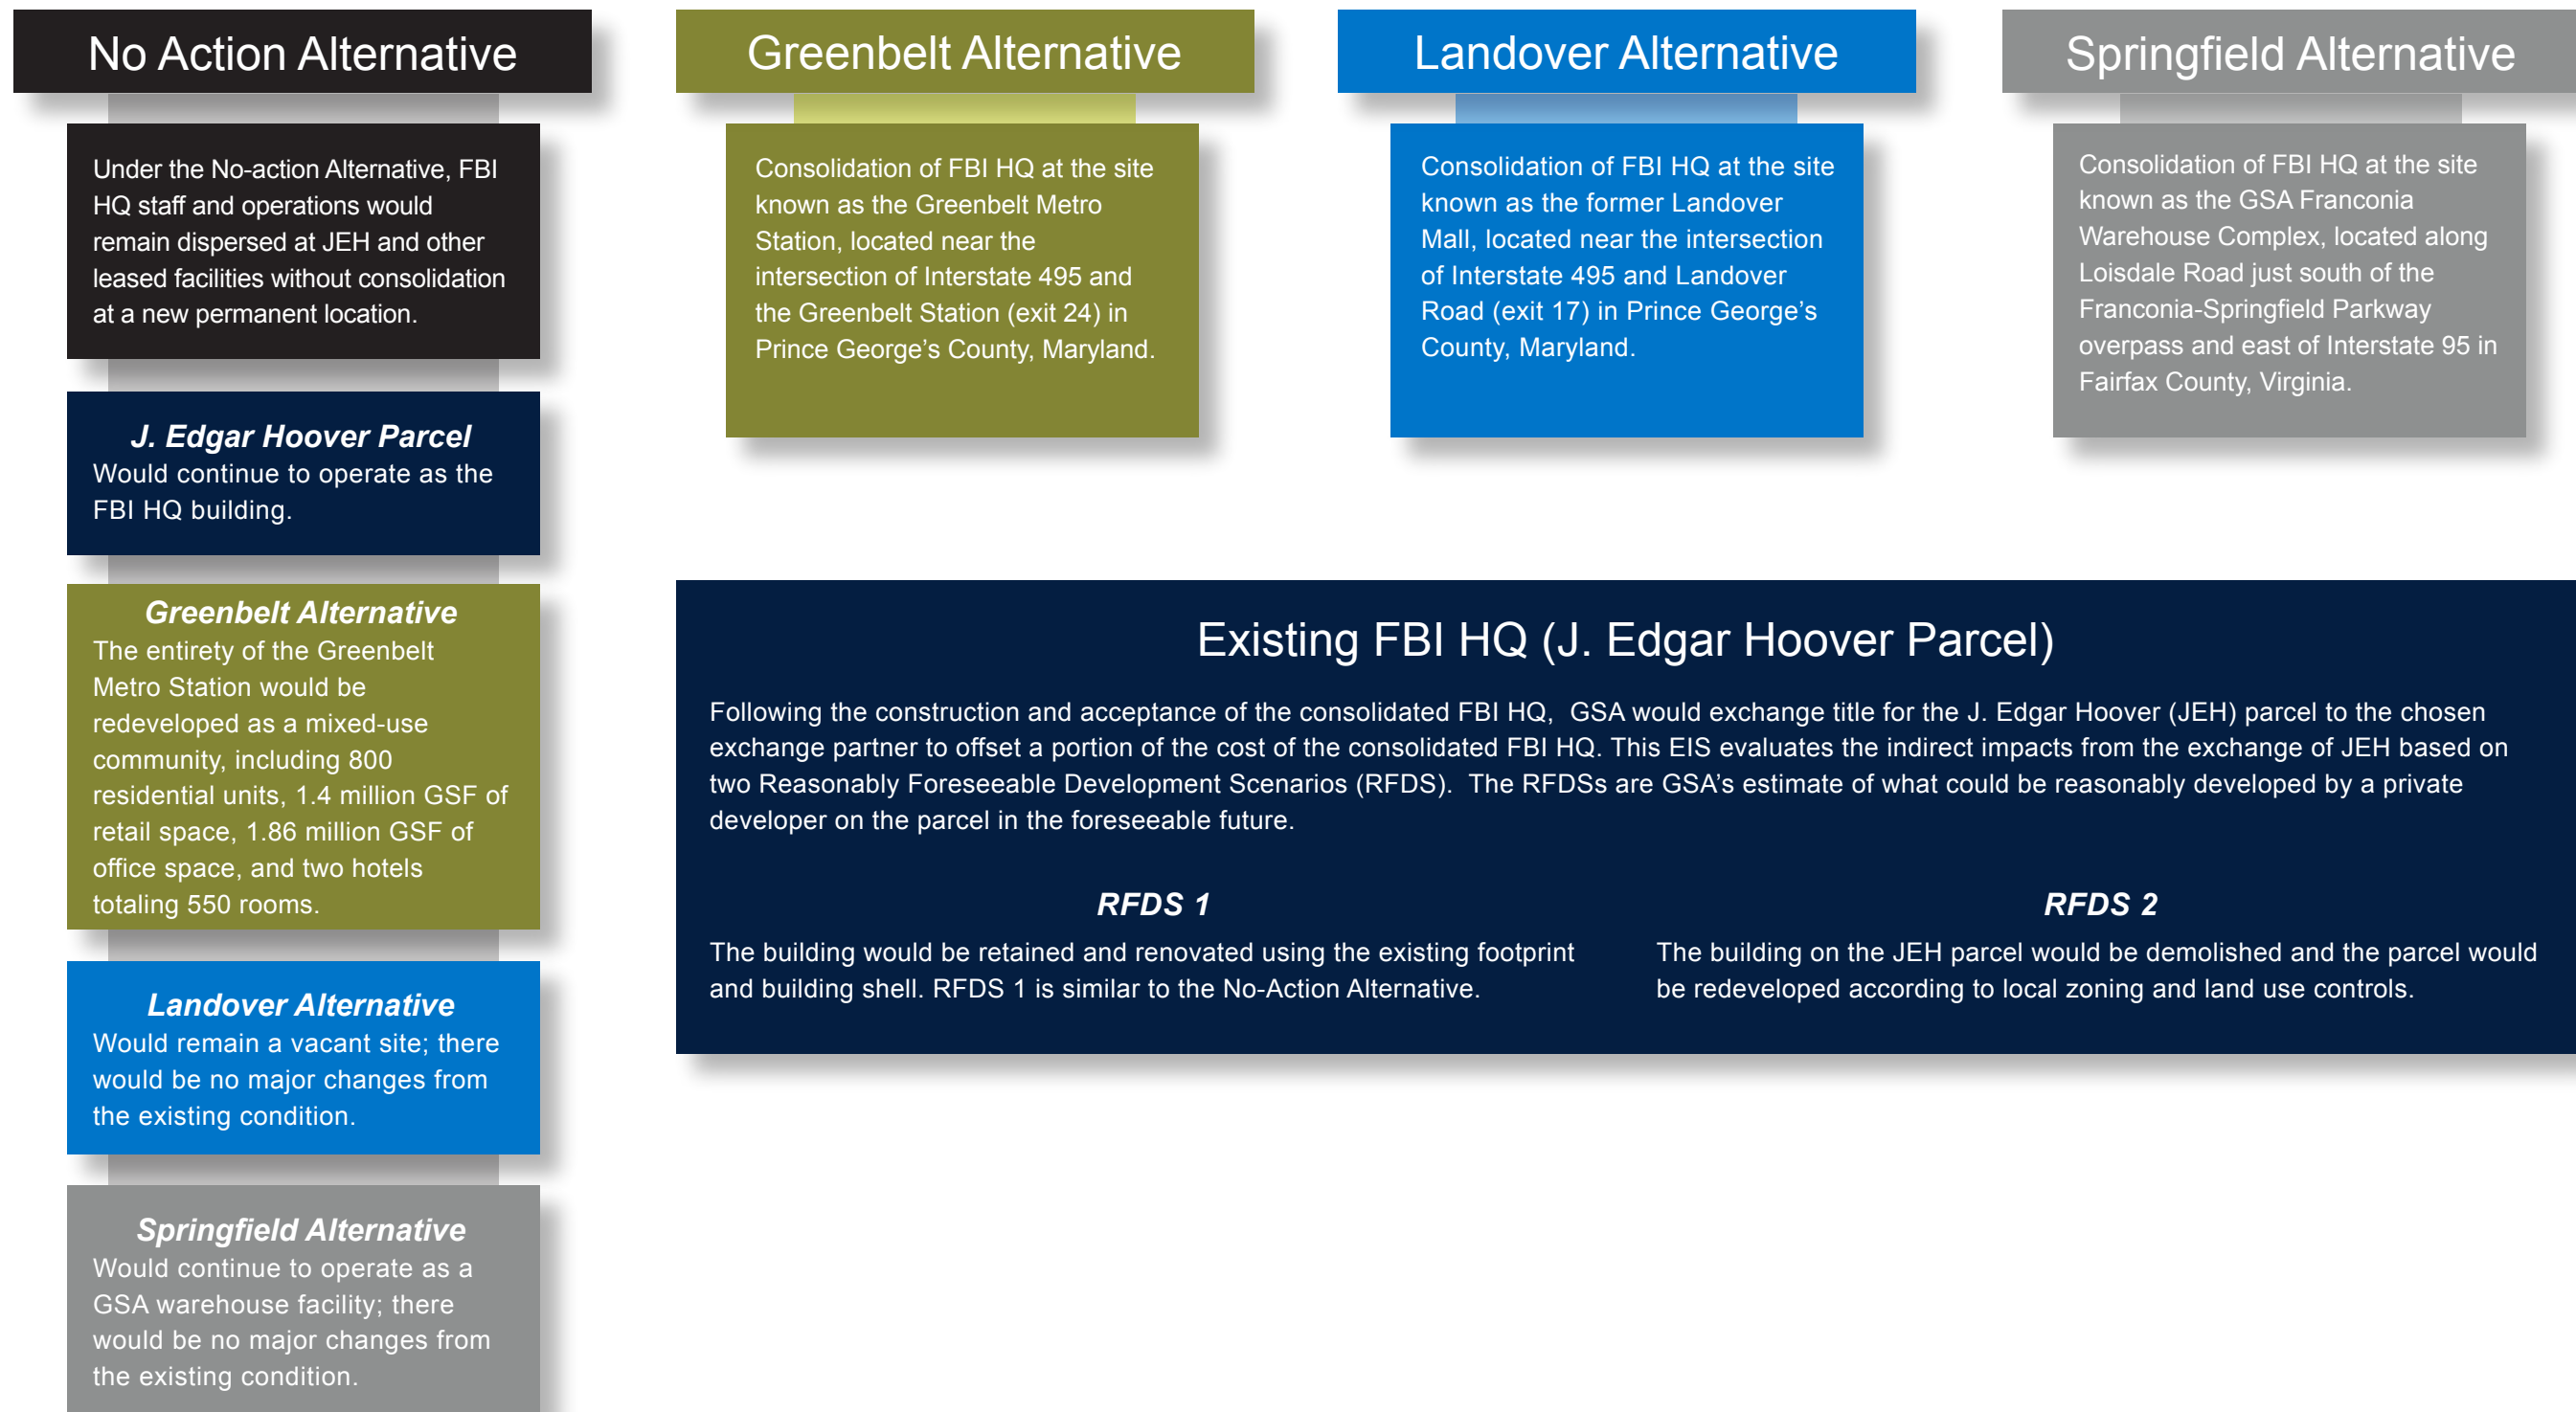 No Action Alternative
Under the No-action Alternative, FBI
HQ staff and operations would
remain dispersed at JEH and other
leased facilities without consolidation
at a new permanent location.
J. Edgar Hoover Parcel
Would continue to operate as the
FBI HQ building.
Greenbelt Alternative
The entirety of the Greenbelt
Metro Station would be
redeveloped as a mixed-use
community, including 800
residential units, 1.4 million GSF of
retail space, 1.86 million GSF of
office space, and two hotels
totaling 550 rooms.
Landover Alternative
Would remain a vacant site; there
would be no major changes from
the existing condition.
Springfield Alternative
Would continue to operate as a
GSA warehouse facility; there
would be no major changes from
the existing condition.
Greenbelt Alternative
Consolidation of FBI HQ at the site
known as the Greenbelt Metro
Station, located near the
intersection of Interstate 495 and
the Greenbelt Station (exit 24) in
Prince George’s County, Maryland.
Landover Alternative
Consolidation of FBI HQ at the site
known as the former Landover
Mall, located near the intersection
of Interstate 495 and Landover
Road (exit 17) in Prince George’s
County, Maryland.
Springfield Alternative
Consolidation of FBI HQ at the site
known as the GSA Franconia
Warehouse Complex, located along
Loisdale Road just south of the
Franconia-Springfield Parkway
overpass and east of Interstate 95 in
Fairfax County, Virginia.
Existing FBI HQ (J. Edgar Hoover Parcel)
Following the construction and acceptance of the consolidated FBI HQ,  GSA would exchange title for the J. Edgar Hoover (JEH) parcel to the chosen
exchange partner to offset a portion of the cost of the consolidated FBI HQ. This EIS evaluates the indirect impacts from the exchange of JEH based on
two Reasonably Foreseeable Development Scenarios (RFDS).  The RFDSs are GSA’s estimate of what could be reasonably developed by a private
developer on the parcel in the foreseeable future.
RFDS 1
The building would be retained and renovated using the existing footprint
and building shell. RFDS 1 is similar to the No-Action Alternative.
RFDS 2
The building on the JEH parcel would be demolished and the parcel would
be redeveloped according to local zoning and land use controls.